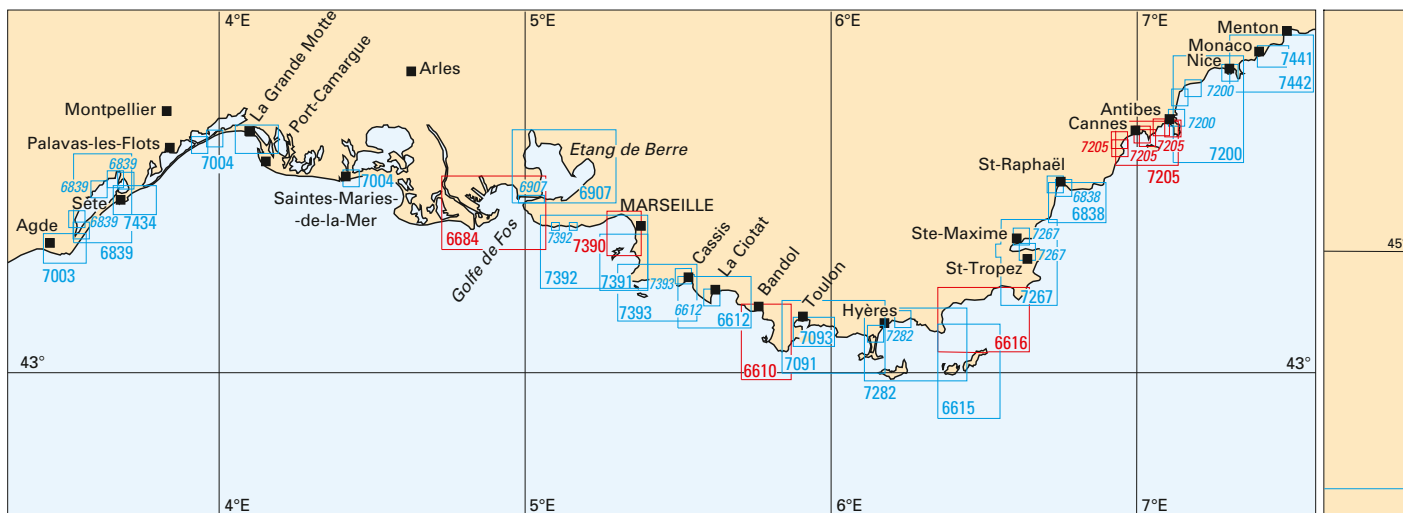 4°E
5°E
6°E
7°E
Menton
Monaco
Nice
7441
7442
7200
La Grande Motte
Port-Camargue
Arles
Montpellier
Palavas-les-Flots
7004
6839
6839
6839
Sète
7434
6839
Agde
7003
7004
Saintes-Maries
-de-la-Mer
Etang de Berre
6907
6907
6684
Golfe de Fos
MARSEILLE
7390
7392
7392
7391
7393
7393
Cassis
La Ciotat
6612
6612
Bandol
6610
Toulon
7093
7091
Hyères
7282
7282
6615
6616
Antibes
Cannes
7200
7200
7205
7205
7205
7205
St-Raphaël
6838
6838
Ste-Maxime
7267
7267
St-Tropez
7267
43°
43°
45
4°E
5°E
6°E
7°E